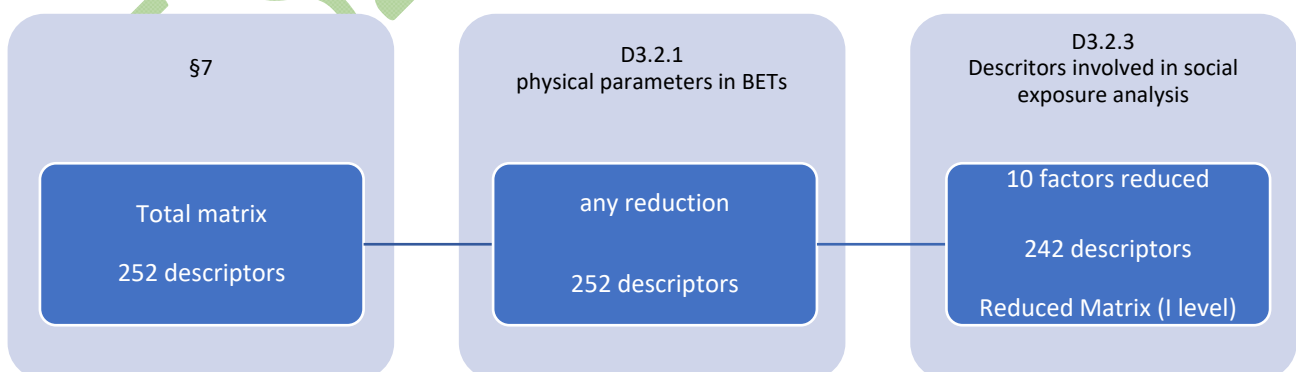 §7
Total matrix
252 descriptors
D3.2.1
physical parameters in BETs
any reduction
252 descriptors
D3.2.3
Descritors involved in social
exposure analysis
10 factors reduced
242 descriptors
Reduced Matrix (I level)